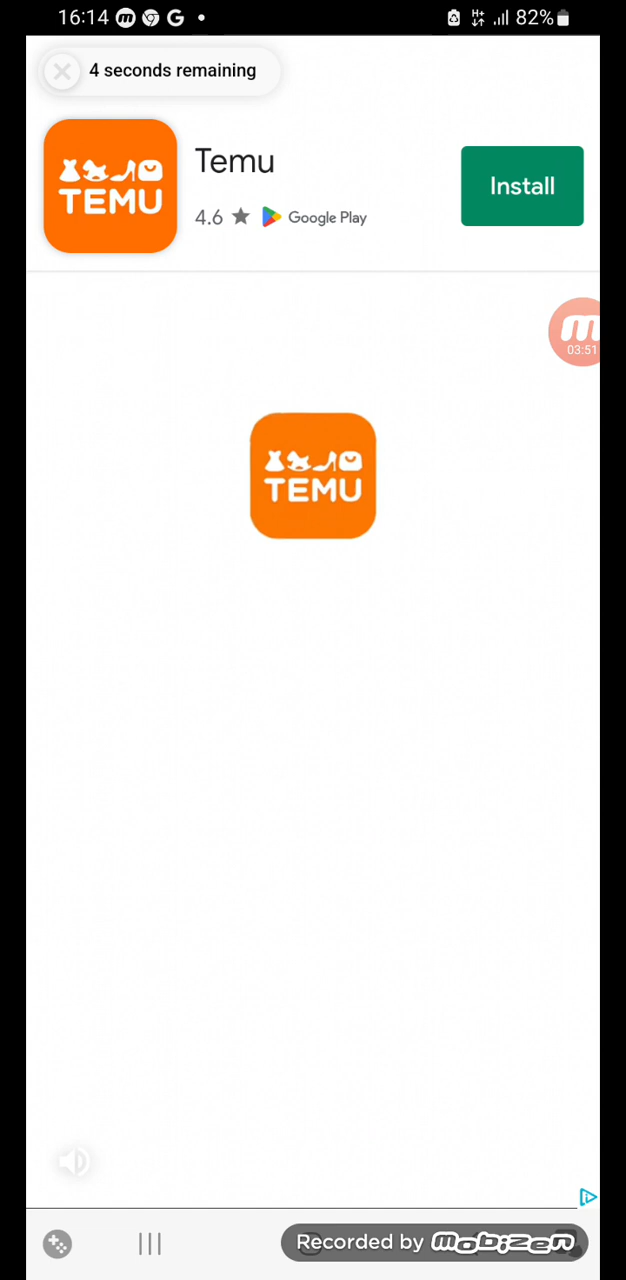 16:14 82%
4 seconds remaining
TEMU
Temu
4.6 Google Play
Install
m
03:51
TEMU
Recorded by mobizen